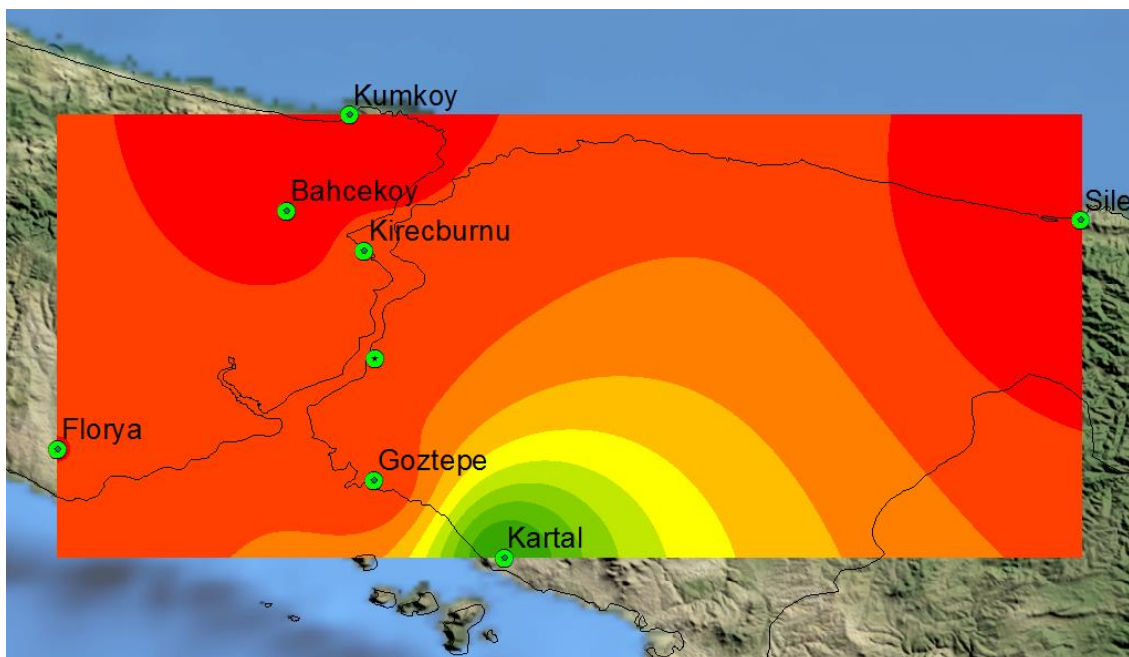 Kumkoy
Bahcekoy
Sile
Kirecburnu
Florya
Goztepe
Kartal